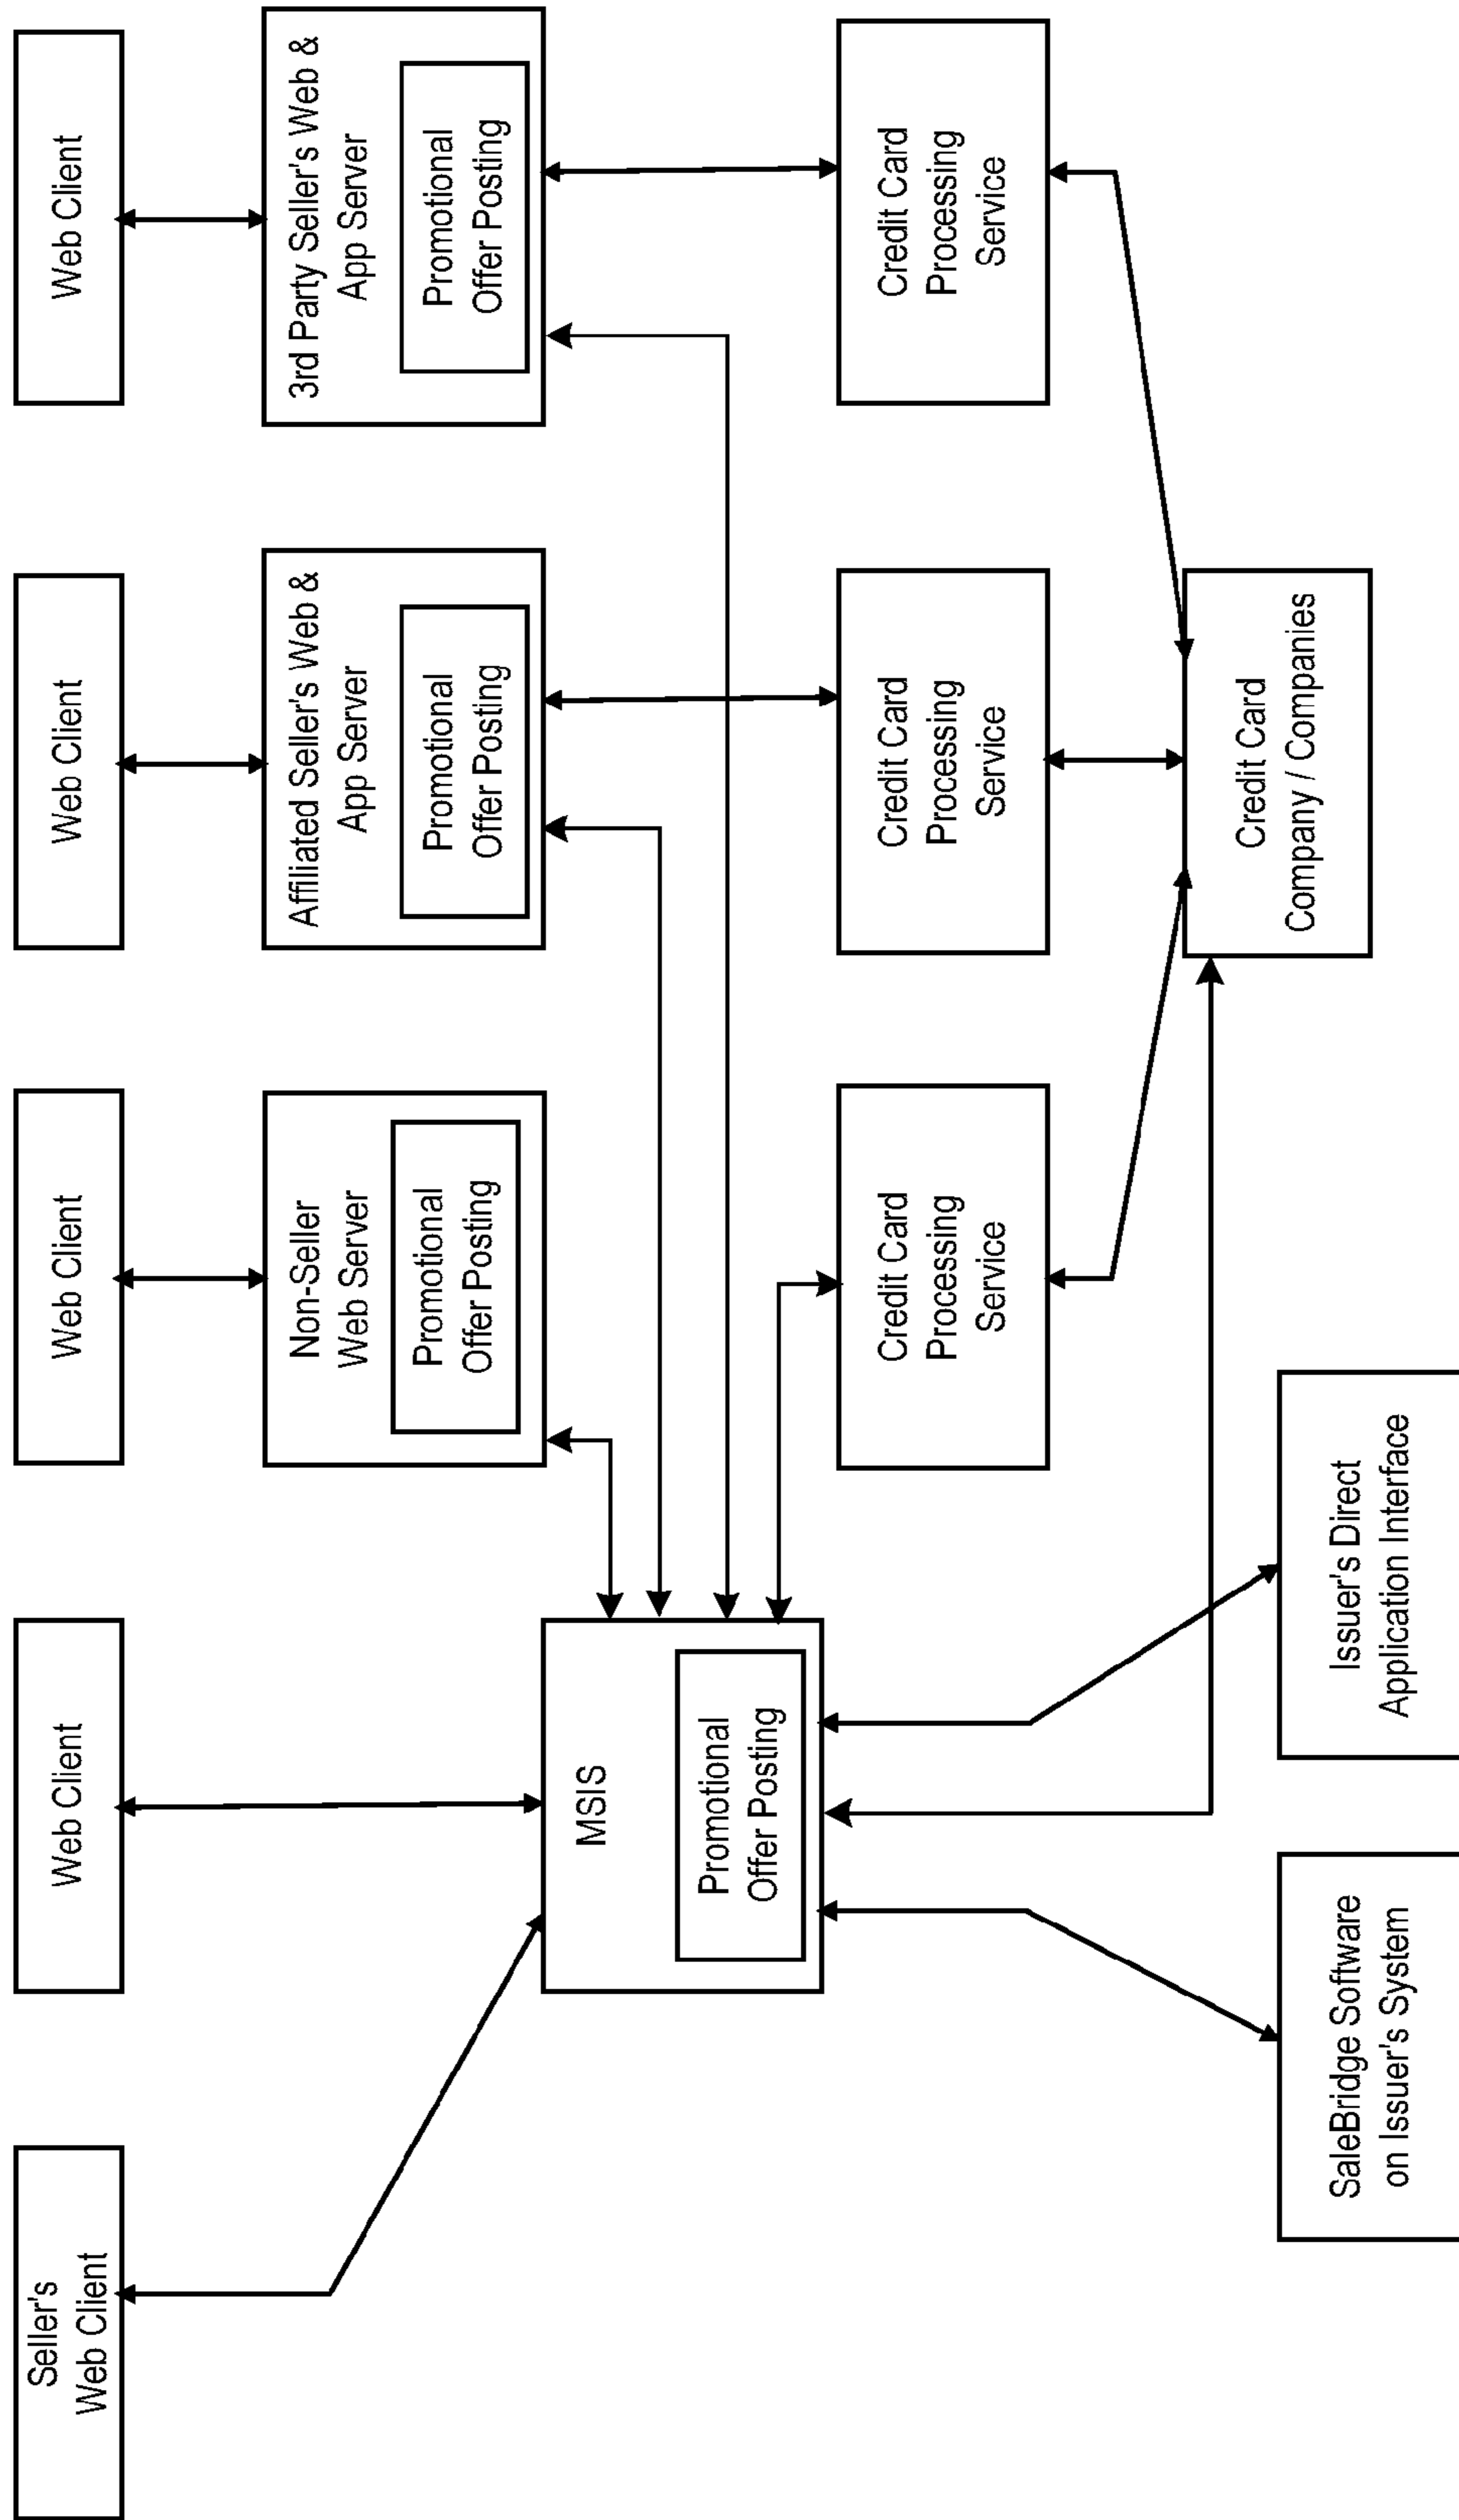 Seller's
Web Client
Web Client
Web Client
Web Client
Web Client
Non-Seller
Web Server
Promotional
Offer Posting
Affiliated Seller's Web &
App Server
Promotional
Offer Posting
3rd Party Seller's Web &
App Server
Promotional
Offer Posting
MSIS
Promotional
Offer Posting
Credit Card
Processing
Service
Credit Card
Processing
Service
Credit Card
Processing
Service
Credit Card
Company / Companies
SaleBridge Software
on Issuer's System
Issuer's Direct
Application Interface